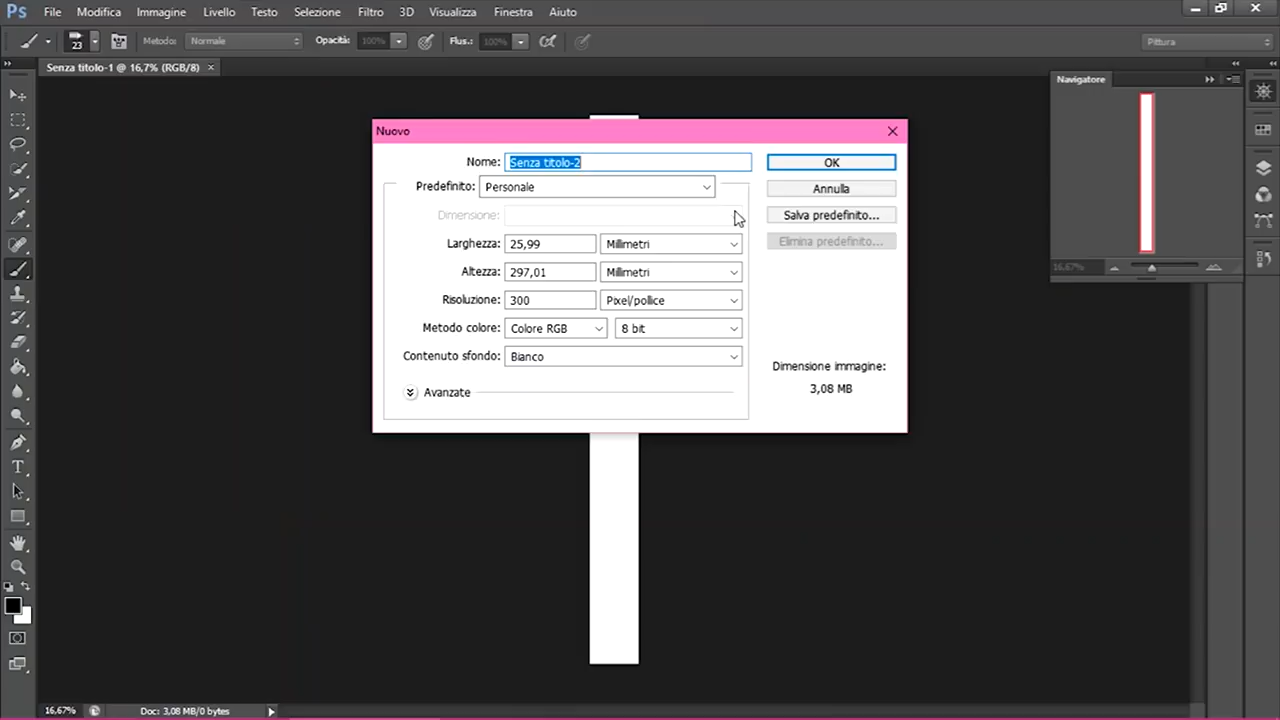 Ps File Modifica Immagine Livello Testo Selezione Filtro 3D Visualizza Finestra Aiuto
23 Metodo: Normale Opacità: 100% Flus.: 100% Pittura
Senza titolo-1 @ 16,7% (RGB/8) ×
Navigatore
16,67%
Nuovo
Nome: Senza titolo-2
OK
Predefinito: Personale
Annulla
Dimensione:
Salva predefinito...
Larghezza: 25,99 Millimetri
Elimina predefinito...
Altezza: 297,01 Millimetri
Risoluzione: 300 Pixel/pollice
Metodo colore: Colore RGB 8 bit
Contenuto sfondo: Bianco
Dimensione immagine:
3,08 MB
Avanzate
T
16,67% Doc: 3,08 MB/0 bytes